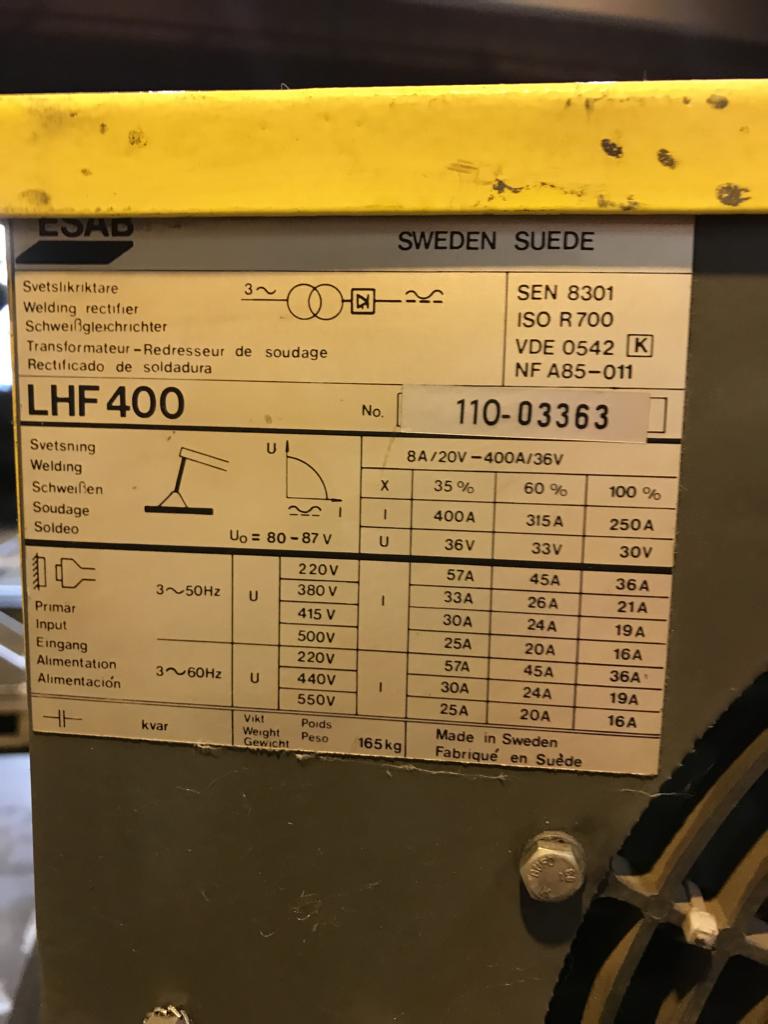 ESAB
SWEDEN SUEDE
Svetslikriktare
Welding rectifier
Schweißgleichrichter
Transformateur-Redresseur de soudage
Rectificado de soldadura
3~
SEN 8301
ISO R700
VDE 0542 K
NF A85-011
LHF 400
No. 110-03363
Svetsning
Welding
Schweißen
Soudage
Soldeo
U
I
U₀ = 80-87 V
8A/20V-400A/36V
X 35% 60% 100%
I 400A 315A 250A
U 36V 33V 30V
Primär
Input
Eingang
Alimentation
Alimentación
3~50Hz U I
220V 57A 45A 36A
380V 33A 26A 21A
415V 30A 24A 19A
500V 25A 20A 16A
3~60Hz U I
220V 57A 45A 36A
440V 30A 24A 19A
550V 25A 20A 16A
kvar
Vikt Poids
Weight Peso
Gewicht
165kg
Made in Sweden
Fabriqué en Suède